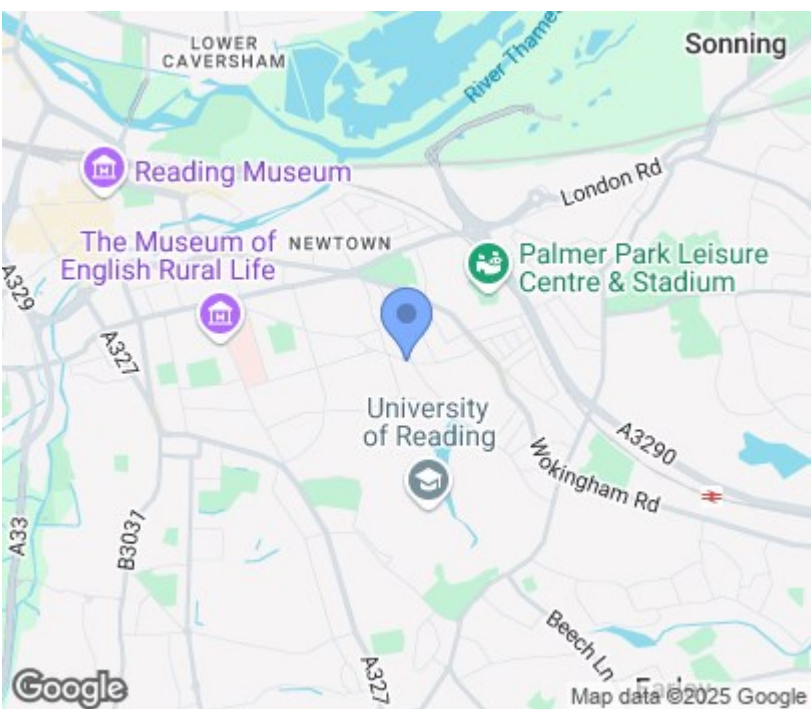 LOWER
CAVERSHAM
Sonning
River Thames
Reading Museum
London Rd
The Museum of
English Rural Life
NEWTOWN
Palmer Park Leisure
Centre & Stadium
A329
A327
University
of Reading
A3290
Wokingham Rd
A33
B3031
Beech Ln
A327
Earley
Google
Map data ©2025 Google